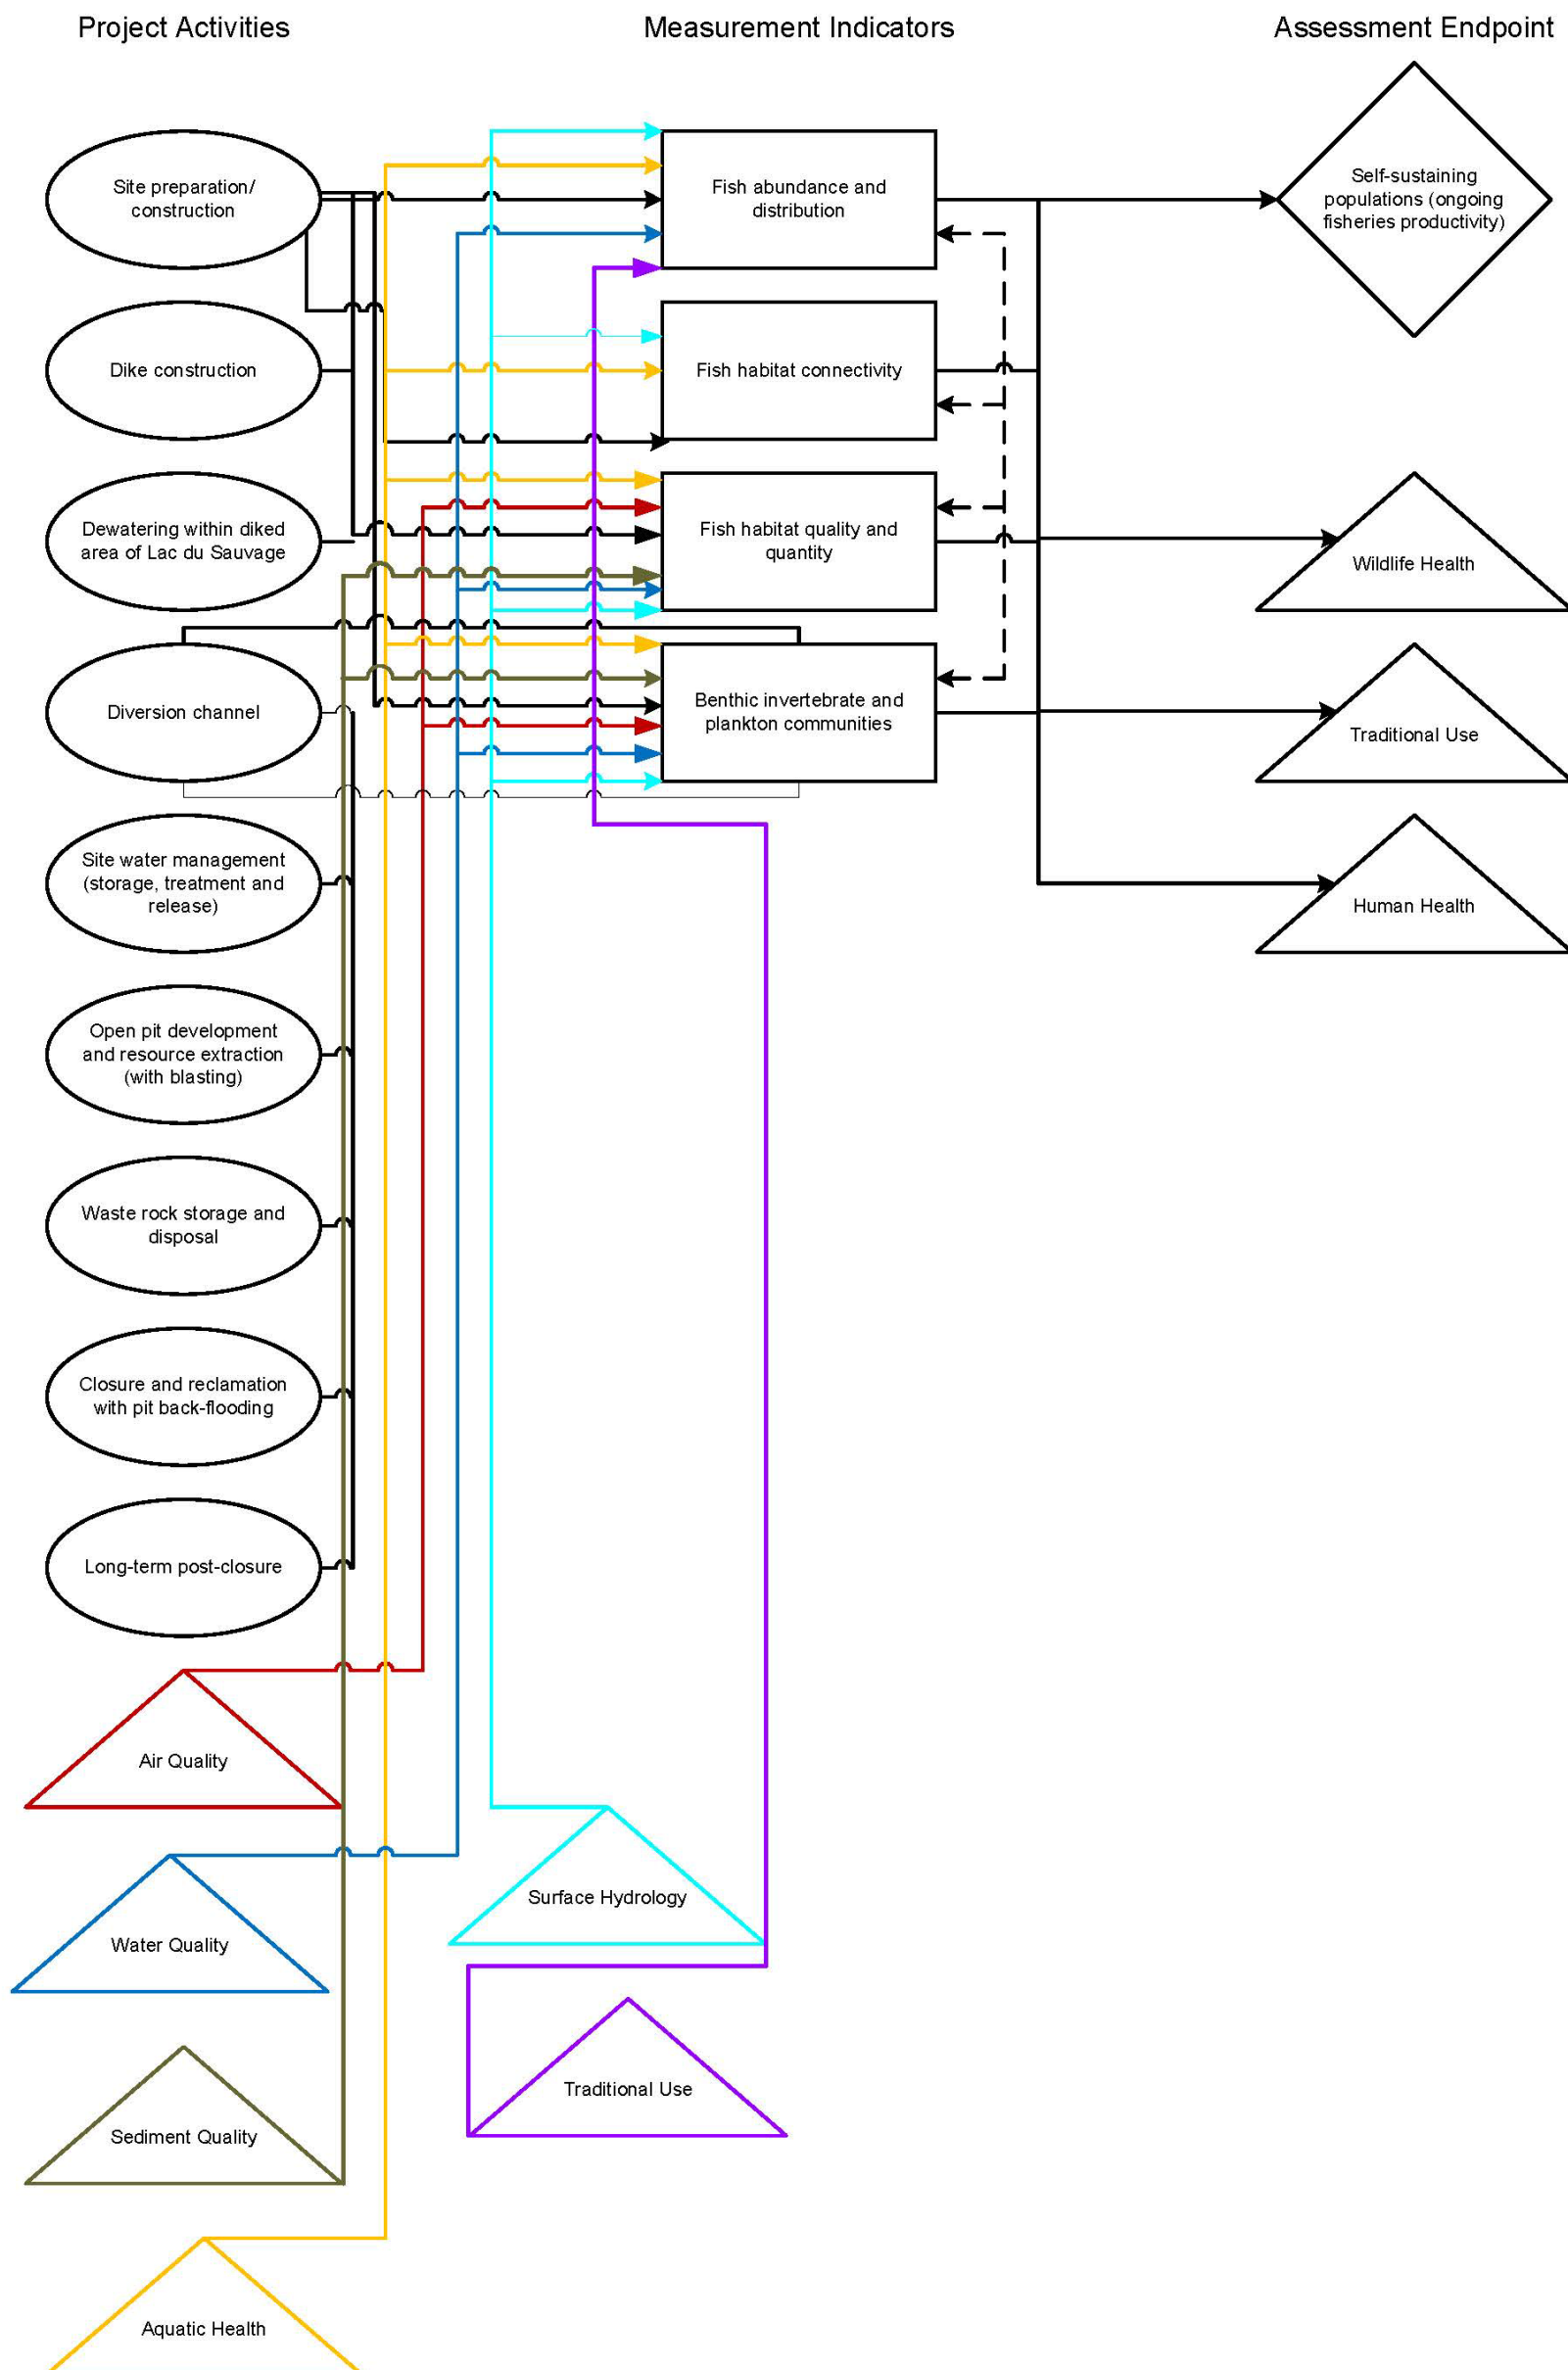 Project Activities
Measurement Indicators
Assessment Endpoint
Site preparation/
construction
Fish abundance and
distribution
Self-sustaining
populations (ongoing
fisheries productivity)
Dike construction
Fish habitat connectivity
Dewatering within diked
area of Lac du Sauvage
Fish habitat quality and
quantity
Wildlife Health
Diversion channel
Benthic invertebrate and
plankton communities
Traditional Use
Site water management
(storage, treatment and
release)
Human Health
Open pit development
and resource extraction
(with blasting)
Waste rock storage and
disposal
Closure and reclamation
with pit back-flooding
Long-term post-closure
Air Quality
Surface Hydrology
Water Quality
Traditional Use
Sediment Quality
Aquatic Health